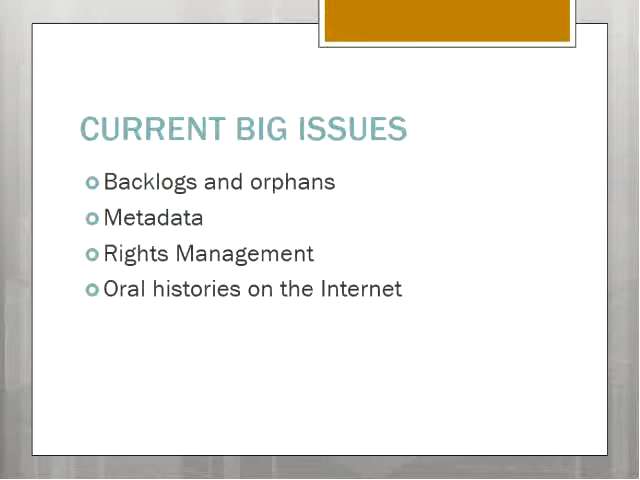 CURRENT BIG ISSUES
Backlogs and orphans
Metadata
Rights Management
Oral histories on the Internet